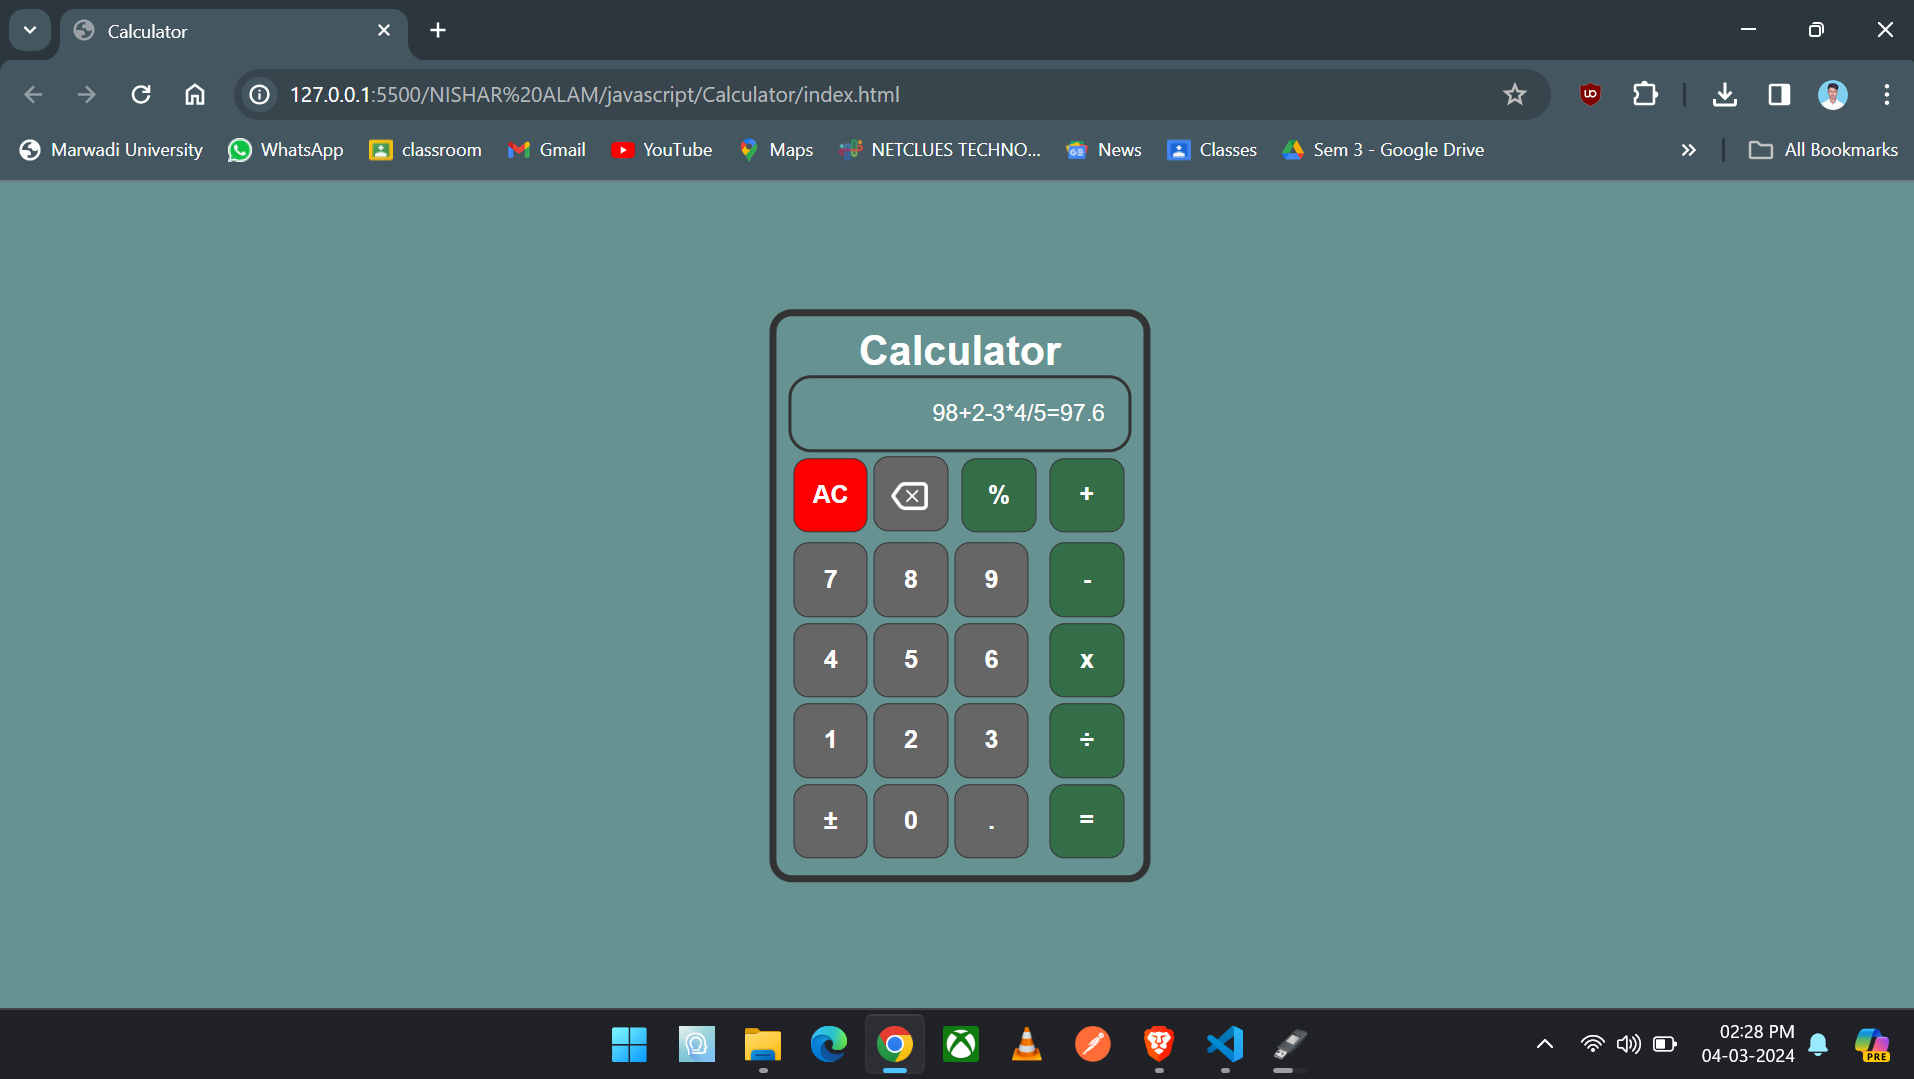 Calculator
127.0.0.1:5500/NISHAR%20ALAM/javascript/Calculator/index.html
Marwadi University WhatsApp classroom Gmail YouTube Maps NETCLUES TECHNO... News Classes Sem 3 - Google Drive » All Bookmarks
Calculator
98+2-3*4/5=97.6
AC % +
7 8 9 -
4 5 6 x
1 2 3 ÷
± 0 . =
02:28 PM
04-03-2024
PRE